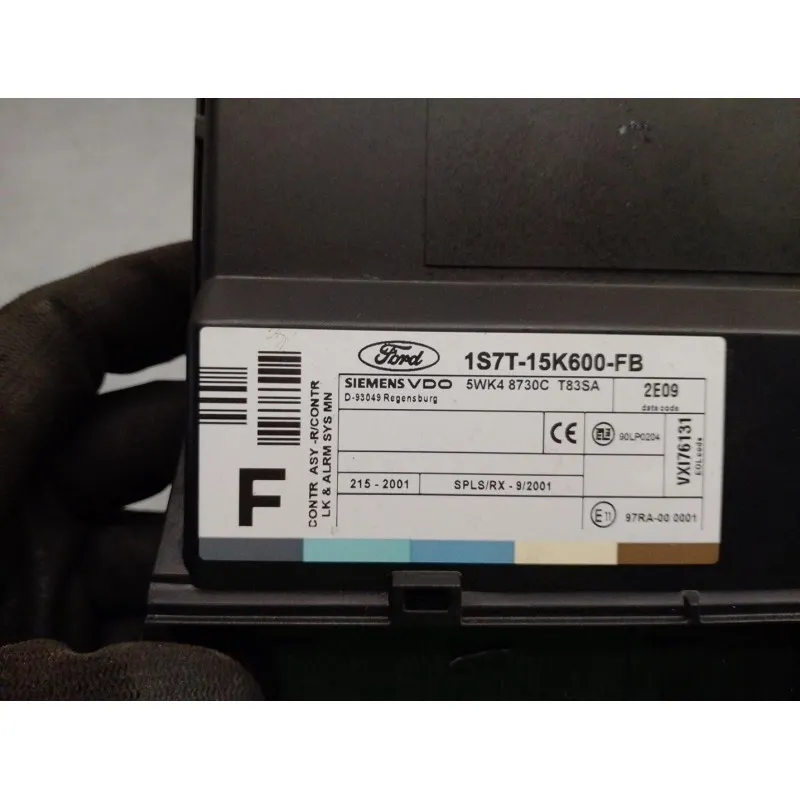 Ford
1S7T-15K600-FB
SIEMENS VDO 5WK4 8730C T83SA
D-93049 Regensburg
2E09
date code
CE
90LP0204
VXI76131
EOL code
215 - 2001
SPLS/RX - 9/2001
E11
97RA-00 0001
F
CONTR ASY -R/CONTR
LK & ALRM SYS MN